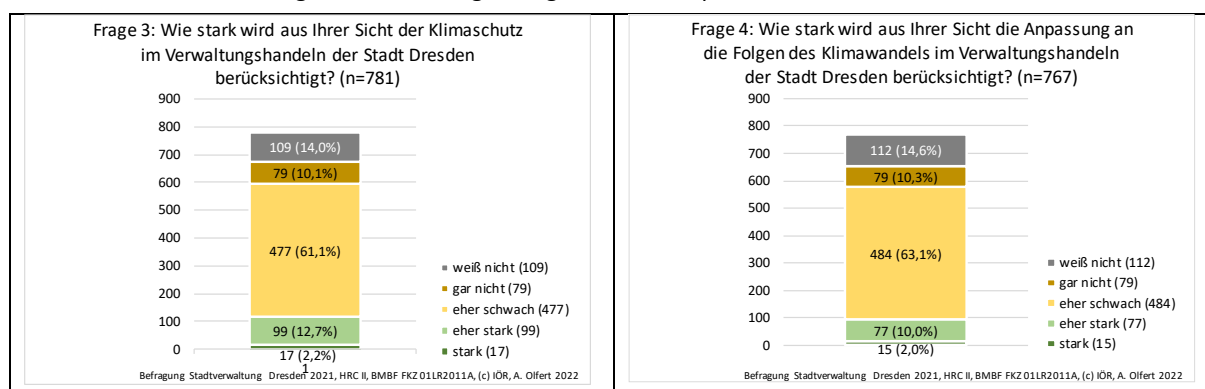 Frage 3: Wie stark wird aus Ihrer Sicht der Klimaschutz
im Verwaltungshandeln der Stadt Dresden
berücksichtigt? (n=781)
900
800
700
600
500
400
300
200
100
0
109 (14,0%)
79 (10,1%)
477 (61,1%)
99 (12,7%)
17 (2,2%)
1
weiß nicht (109)
gar nicht (79)
eher schwach (477)
eher stark (99)
stark (17)
Befragung Stadtverwaltung Dresden 2021, HRC II, BMBF FKZ 01LR2011A, (c) IÖR, A. Olfert 2022
Frage 4: Wie stark wird aus Ihrer Sicht die Anpassung an
die Folgen des Klimawandels im Verwaltungshandeln
der Stadt Dresden berücksichtigt? (n=767)
900
800
700
600
500
400
300
200
100
0
112 (14,6%)
79 (10,3%)
484 (63,1%)
77 (10,0%)
15 (2,0%)
weiß nicht (112)
gar nicht (79)
eher schwach (484)
eher stark (77)
stark (15)
Befragung Stadtverwaltung Dresden 2021, HRC II, BMBF FKZ 01LR2011A, (c) IÖR, A. Olfert 2022